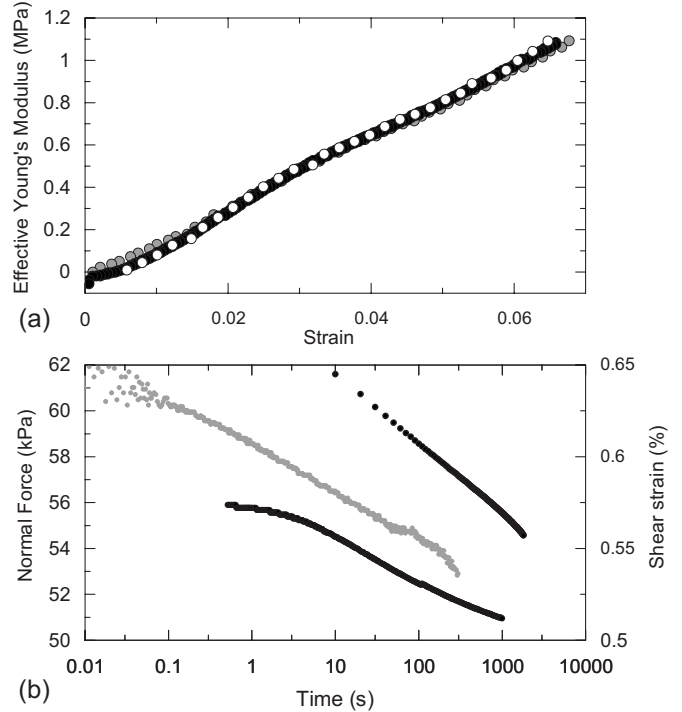 Effective Young's Modulus (MPa)
1.2
1
0.8
0.6
0.4
0.2
0
0 0.02 0.04 0.06
Strain
(a)
Normal Force (kPa)
62
60
58
56
54
52
50
0.65
0.6
0.55
0.5
Shear strain (%)
0.01 0.1 1 10 100 1000 10000
Time (s)
(b)